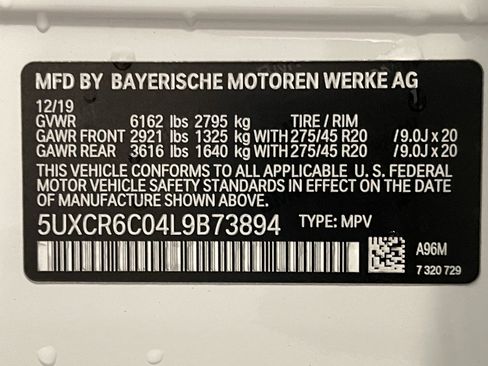 MFD BY BAYERISCHE MOTOREN WERKE AG
12/19
GVWR 6162 lbs 2795 kg TIRE / RIM
GAWR FRONT 2921 lbs 1325 kg WITH 275/45 R20 /9.0J x 20
GAWR REAR 3616 lbs 1640 kg WITH 275/45 R20 /9.0J x 20
THIS VEHICLE CONFORMS TO ALL APPLICABLE U. S. FEDERAL
MOTOR VEHICLE SAFETY STANDARDS IN EFFECT ON THE DATE
OF MANUFACTURE SHOWN ABOVE.
5UXCR6C04L9B73894 TYPE: MPV
A96M
7 320 729